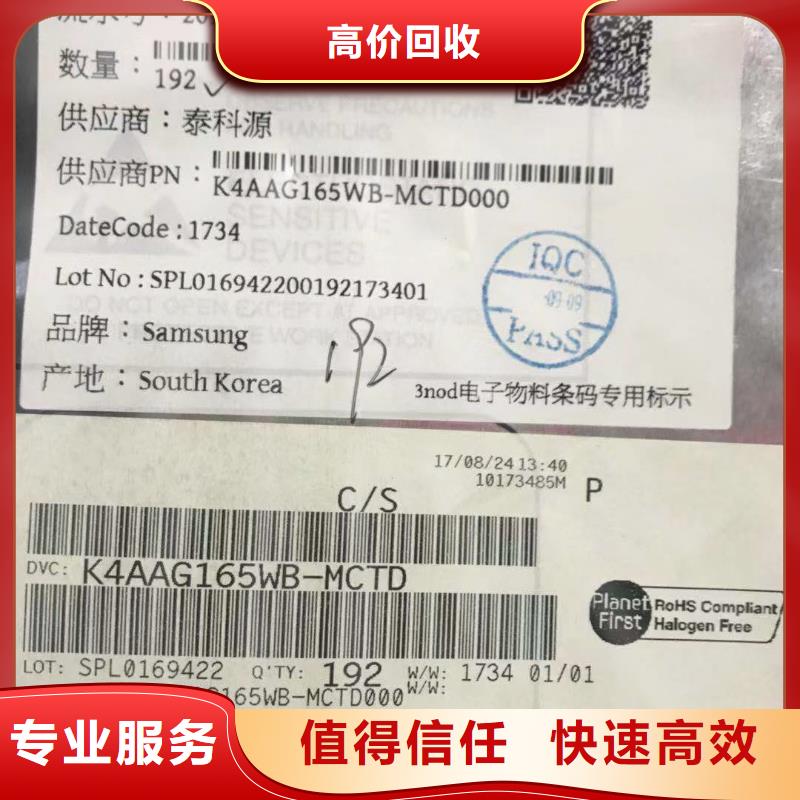 高价回收
数量：
192
供应商：泰科源
供应商PN：
K4AAG165WB-MCTD000
DateCode：1734
Lot No：SPL016942200192173401
品牌：Samsung
产地：South Korea
192
IQC
09-09
PASS
3nod电子物料条码专用标示
SENSITIVE
DEVICES
17/08/24 13:40
10173485M
P
C/S
DVC: K4AAG165WB-MCTD
Planet First
RoHS Compliant
Halogen Free
LOT: SPL0169422 Q'TY: 192 W/W: 1734 01/01
W/W:
165WB-MCTD000
专业服务
值得信任 快速高效